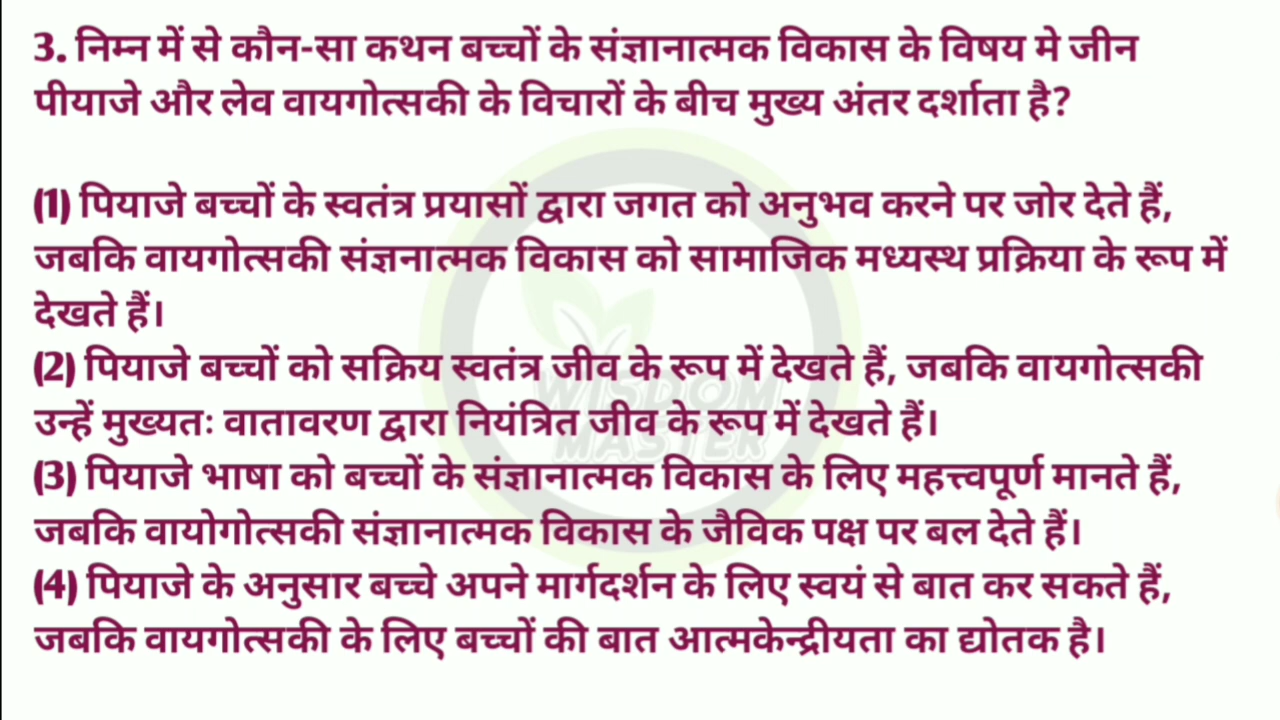 3. निम्न में से कौन-सा कथन बच्चों के संज्ञानात्मक विकास के विषय मे जीन
पीयाजे और लेव वायगोत्सकी के विचारों के बीच मुख्य अंतर दर्शाता है?
(1) पियाजे बच्चों के स्वतंत्र प्रयासों द्वारा जगत को अनुभव करने पर जोर देते हैं,
जबकि वायगोत्सकी संज्ञनात्मक विकास को सामाजिक मध्यस्थ प्रक्रिया के रूप में
देखते हैं।
(2) पियाजे बच्चों को सक्रिय स्वतंत्र जीव के रूप में देखते हैं, जबकि वायगोत्सकी
उन्हें मुख्यतः वातावरण द्वारा नियंत्रित जीव के रूप में देखते हैं।
(3) पियाजे भाषा को बच्चों के संज्ञानात्मक विकास के लिए महत्त्वपूर्ण मानते हैं,
जबकि वायोगोत्सकी संज्ञानात्मक विकास के जैविक पक्ष पर बल देते हैं।
(4) पियाजे के अनुसार बच्चे अपने मार्गदर्शन के लिए स्वयं से बात कर सकते हैं,
जबकि वायगोत्सकी के लिए बच्चों की बात आत्मकेन्द्रीयता का द्योतक है।
WISDOM
MASTER